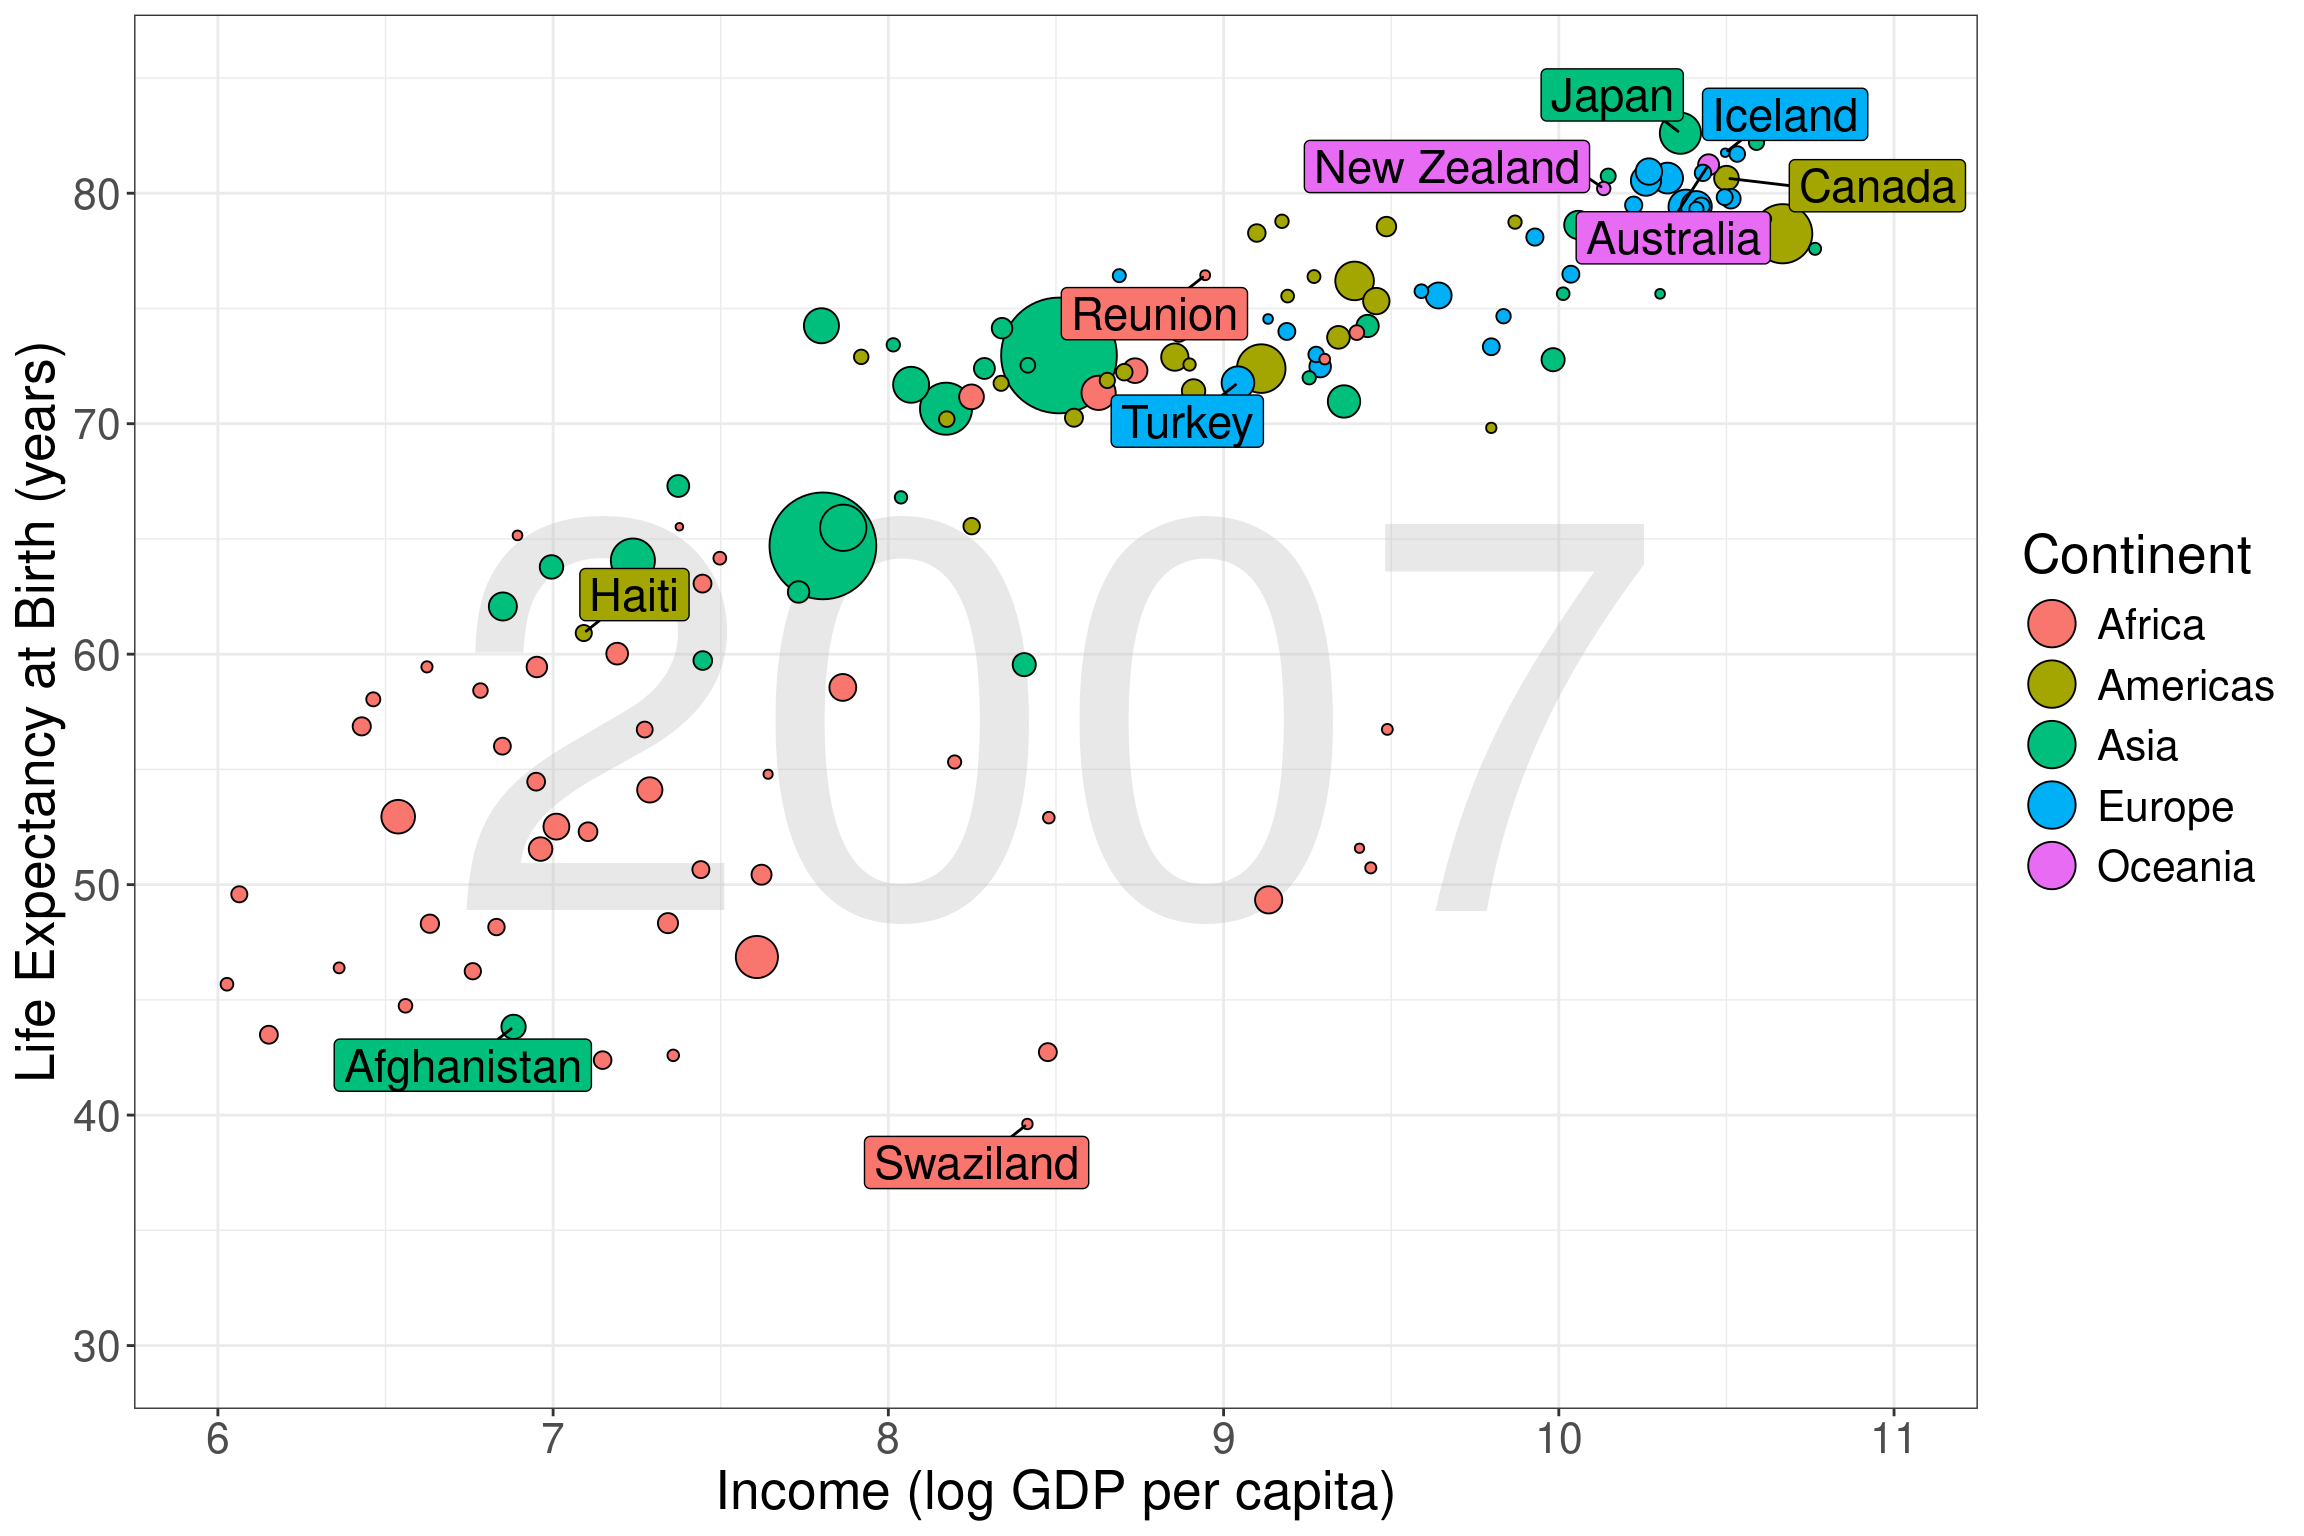 Japan
Iceland
New Zealand
Canada
Australia
Reunion
Turkey
Haiti
Afghanistan
Swaziland
2007
80
70
60
50
40
30
Life Expectancy at Birth (years)
6 7 8 9 10 11
Income (log GDP per capita)
Continent
Africa
Americas
Asia
Europe
Oceania